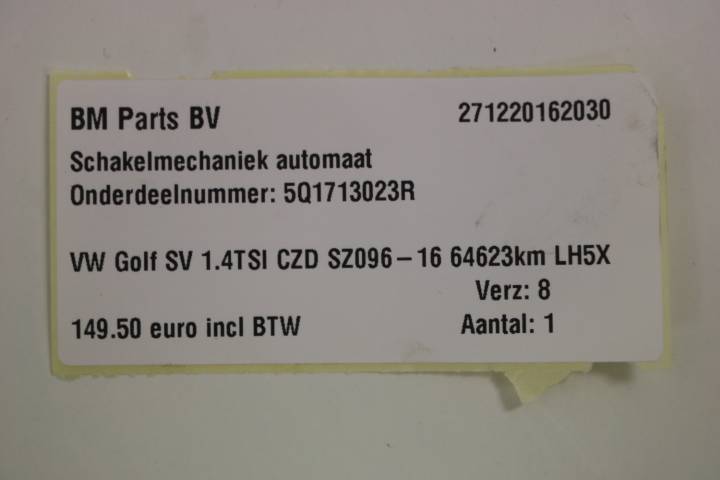 BM Parts BV 271220162030
Schakelmechaniek automaat
Onderdeelnummer: 5Q1713023R
VW Golf SV 1.4TSI CZD SZ096-16 64623km LH5X
Verz: 8
149.50 euro incl BTW Aantal: 1